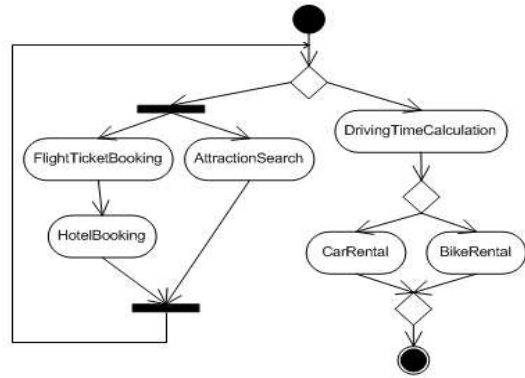 DrivingTimeCalculation
FlightTicketBooking
AttractionSearch
HotelBooking
CarRental
BikeRental